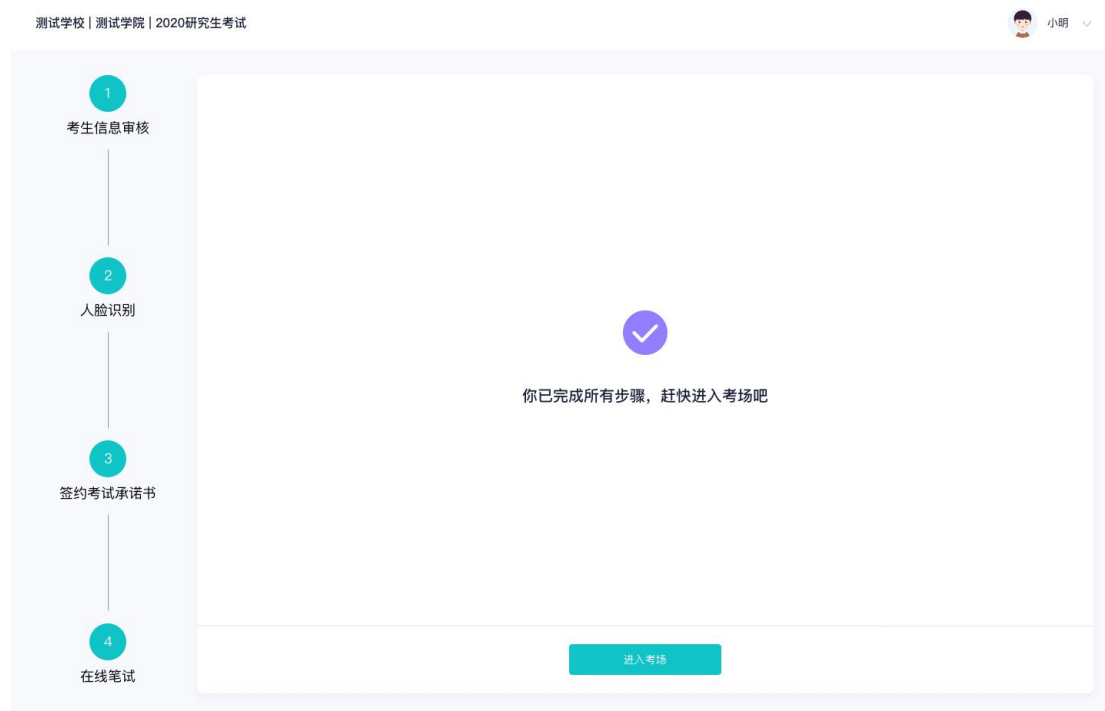 测试学校 | 测试学院 | 2020研究生考试
小明
1
考生信息审核
2
人脸识别
3
签约考试承诺书
4
在线笔试
你已完成所有步骤，赶快进入考场吧
进入考场